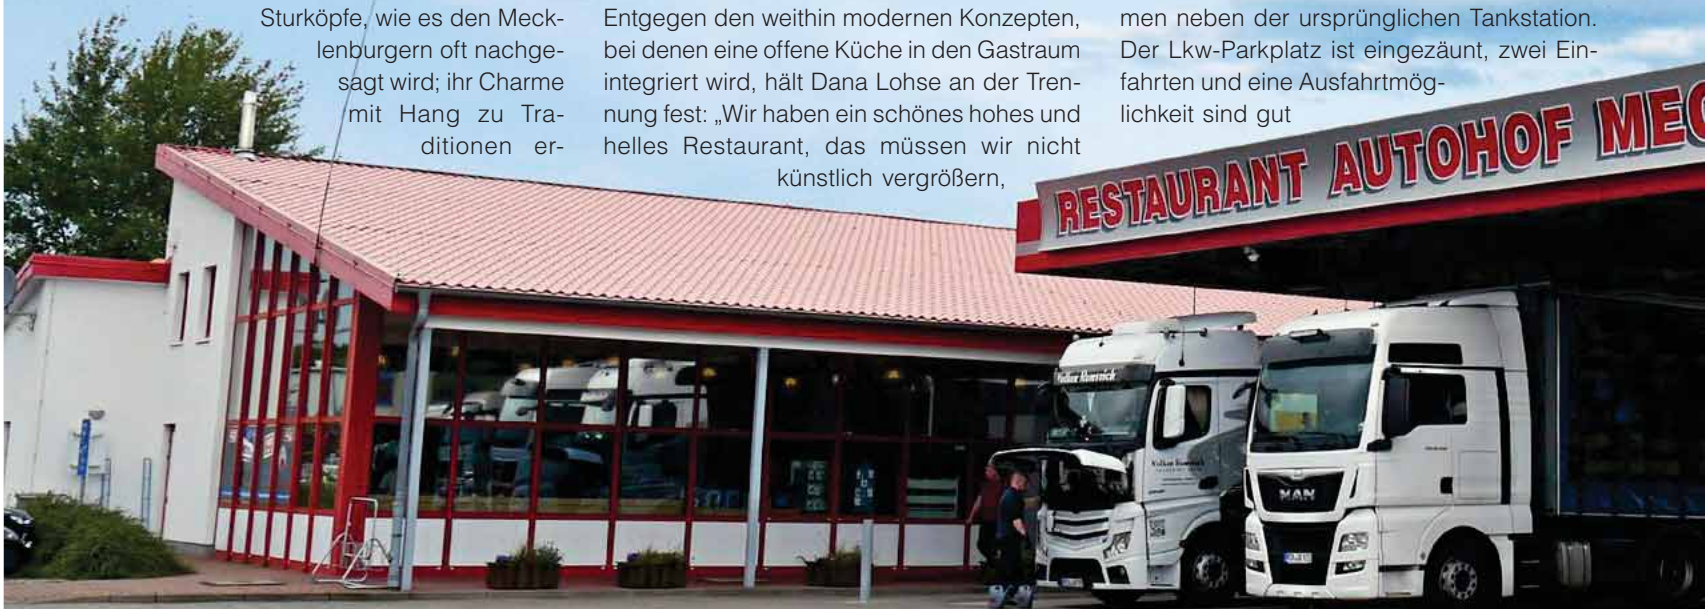 Sturköpfe, wie es den Meck-
lenburgern oft nachge-
sagt wird; ihr Charme
mit Hang zu Tra-
ditionen er-
Entgegen den weithin modernen Konzepten,
bei denen eine offene Küche in den Gastraum
integriert wird, hält Dana Lohse an der Tren-
nung fest: „Wir haben ein schönes hohes und
helles Restaurant, das müssen wir nicht
künstlich vergrößern,
men neben der ursprünglichen Tankstation.
Der Lkw-Parkplatz ist eingezäunt, zwei Ein-
fahrten und eine Ausfahrtmög-
lichkeit sind gut
RESTAURANT AUTOHOF MEC
MAN